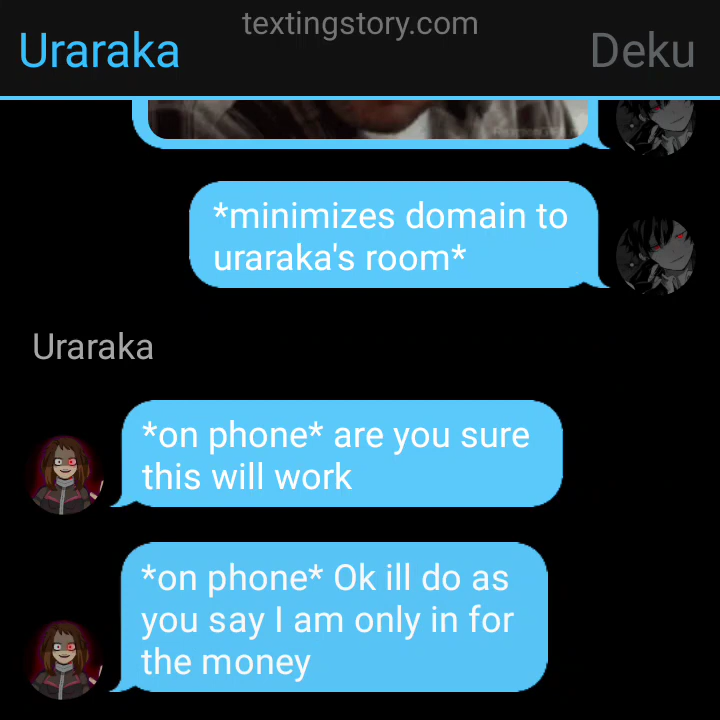 textingstory.com
Uraraka
Deku
*minimizes domain to
uraraka's room*
Uraraka
*on phone* are you sure
this will work
*on phone* Ok ill do as
you say I am only in for
the money